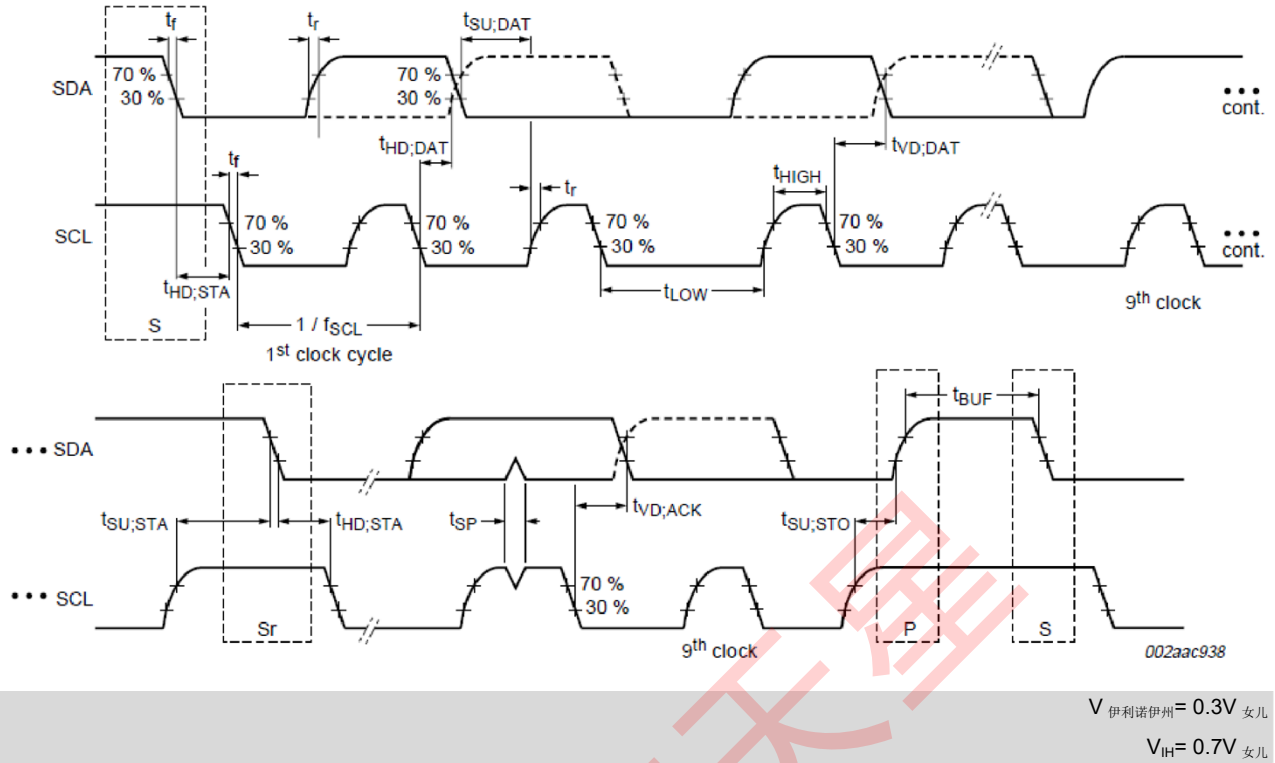 tf tr tSU;DAT
70 % 70 %
SDA
30 % 30 %
••• cont.
tHD;DAT tVD;DAT
tf tHIGH
tr
70 % 70 % 70 % 70 %
SCL
30 % 30 % 30 % 30 %
••• cont.
tHD;STA tLOW
9th clock
S 1 / fSCL
1st clock cycle
tBUF
••• SDA
tSU;STA tHD;STA tSP tVD;ACK tSU;STO
70 %
••• SCL
30 %
Sr P S
9th clock
002aac938
V 伊利诺伊州= 0.3V 女儿
VIH= 0.7V 女儿
天星